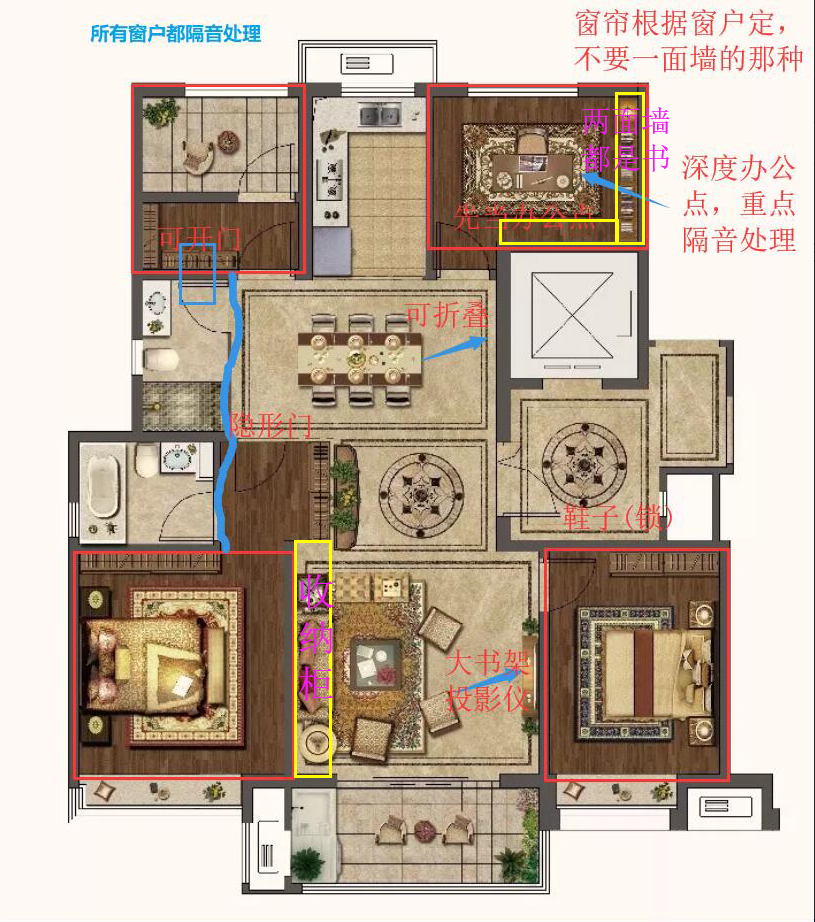 窗帘根据窗户定，
不要一面墙的那种
所有窗户都隔音处理
两面墙
都是书
深度办公
点，重点
隔音处理
先当办公点
可开门
可折叠
隐形门
鞋子(锁)
收
纳
柜
大书架
投影仪